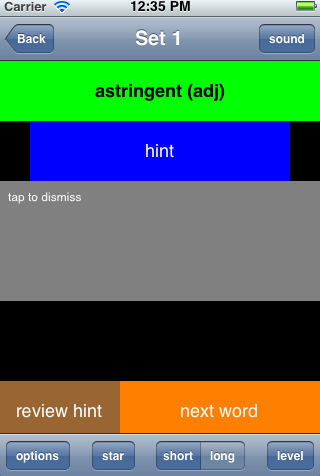 Carrier 12:35 PM
Back Set 1 sound
astringent (adj)
hint
tap to dismiss
review hint next word
options star short long level